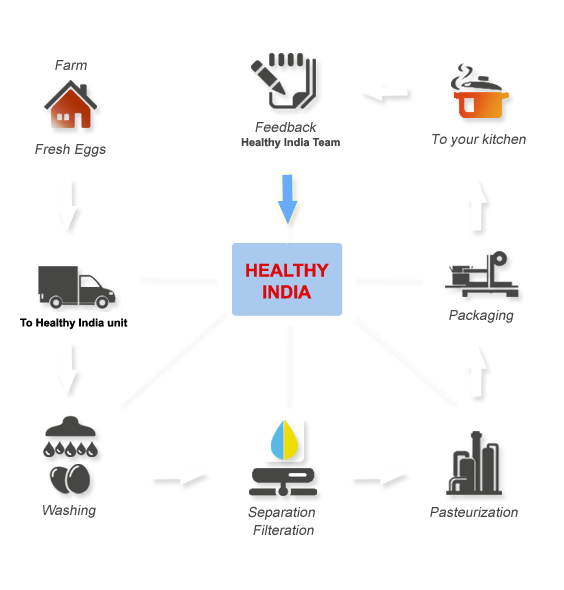 Farm
Fresh Eggs
Feedback
Healthy India Team
To your kitchen
HEALTHY
INDIA
To Healthy India unit
Packaging
Washing
Separation
Filteration
Pasteurization